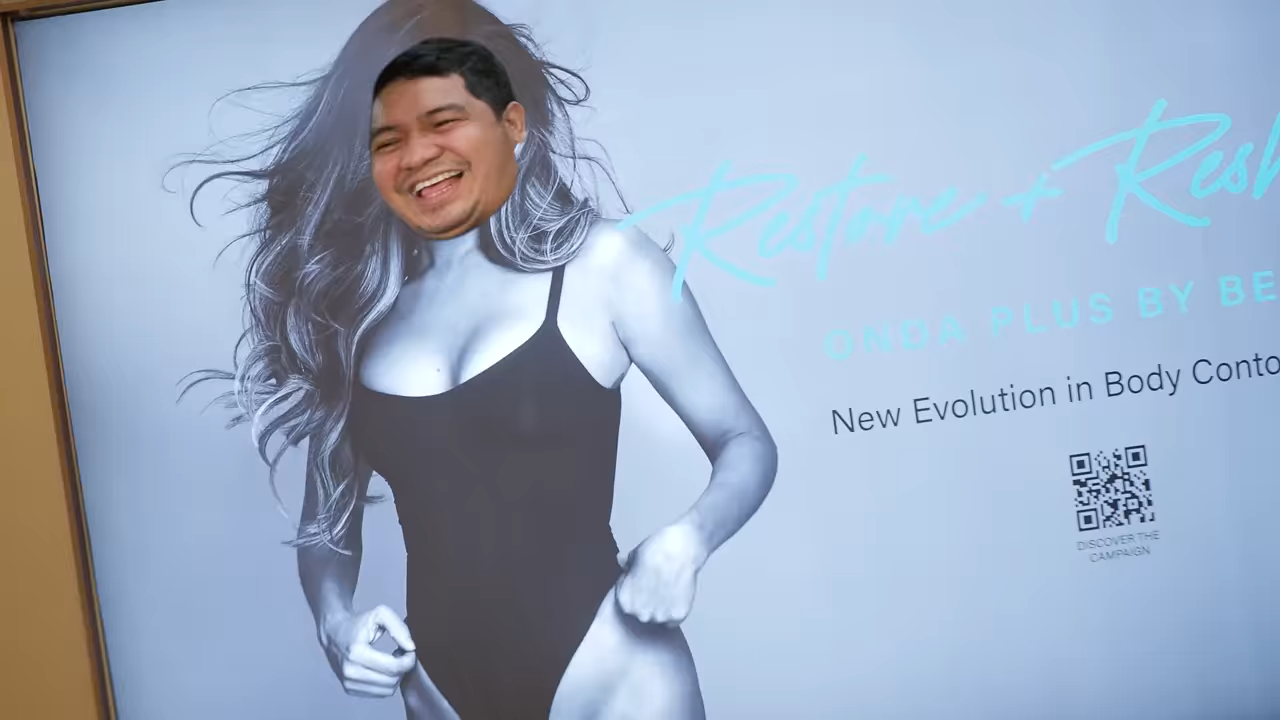 Restore + Resh
ONDA PLUS BY BE
New Evolution in Body Conto
DISCOVER THE
CAMPAIGN